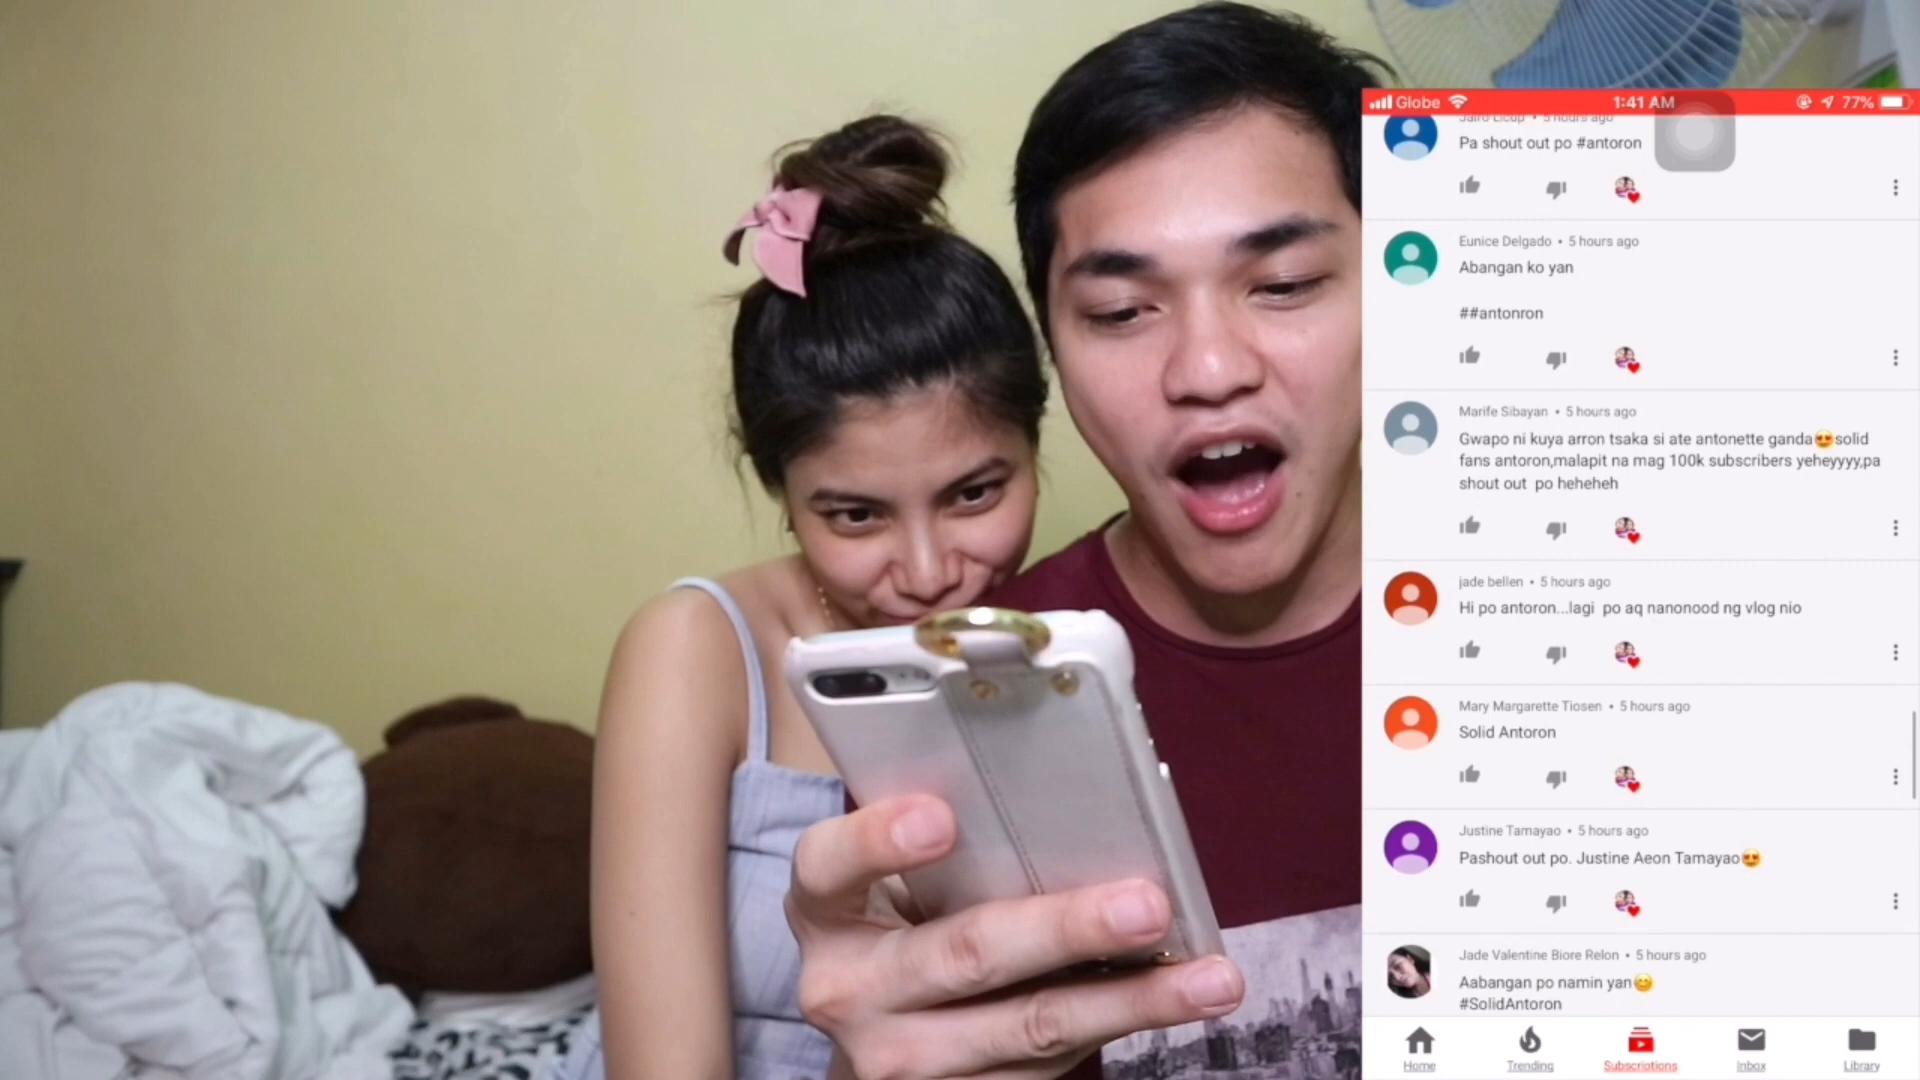 Globe
1:41 AM
77%
Jairo Licup • 5 hours ago
Pa shout out po #antoron
Eunice Delgado • 5 hours ago
Abangan ko yan
##antonron
Marife Sibayan • 5 hours ago
Gwapo ni kuya arron tsaka si ate antonette ganda😍solid
fans antoron,malapit na mag 100k subscribers yeheyyyy,pa
shout out  po heheheh
jade bellen • 5 hours ago
Hi po antoron...lagi  po aq nanonood ng vlog nio
Mary Margarette Tiosen • 5 hours ago
Solid Antoron
Justine Tamayao • 5 hours ago
Pashout out po. Justine Aeon Tamayao😍
Jade Valentine Biore Relon • 5 hours ago
Aabangan po namin yan😊
#SolidAntoron
Home
Trending
Subscriptions
Inbox
Library